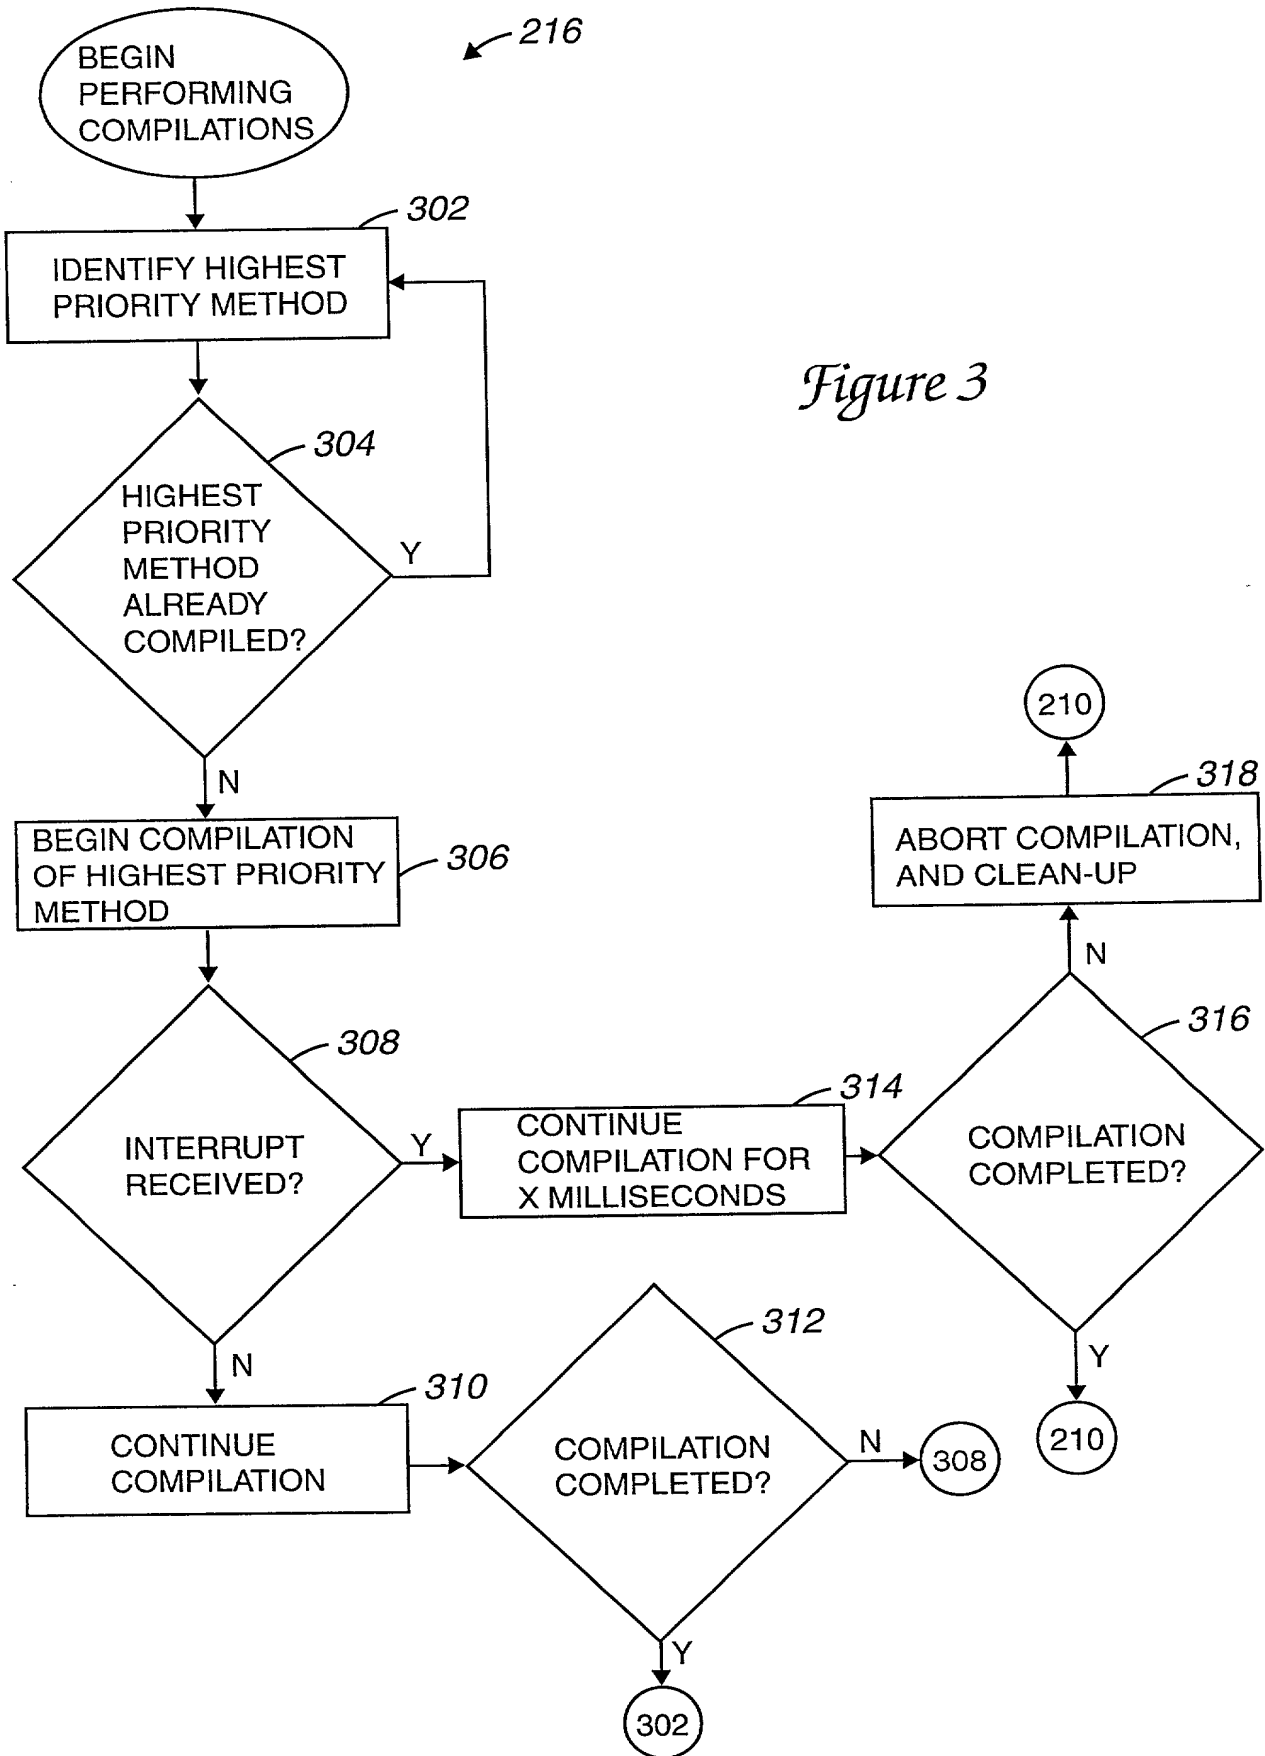 BEGIN
PERFORMING
COMPILATIONS
216
302
IDENTIFY HIGHEST
PRIORITY METHOD
Figure 3
304
HIGHEST
PRIORITY
METHOD
ALREADY
COMPILED?
Y
N
BEGIN COMPILATION
OF HIGHEST PRIORITY
METHOD
306
308
INTERRUPT
RECEIVED?
Y
N
314
CONTINUE
COMPILATION FOR
X MILLISECONDS
316
COMPILATION
COMPLETED?
N
318
ABORT COMPILATION,
AND CLEAN-UP
210
Y
210
310
CONTINUE
COMPILATION
312
COMPILATION
COMPLETED?
N
308
Y
302